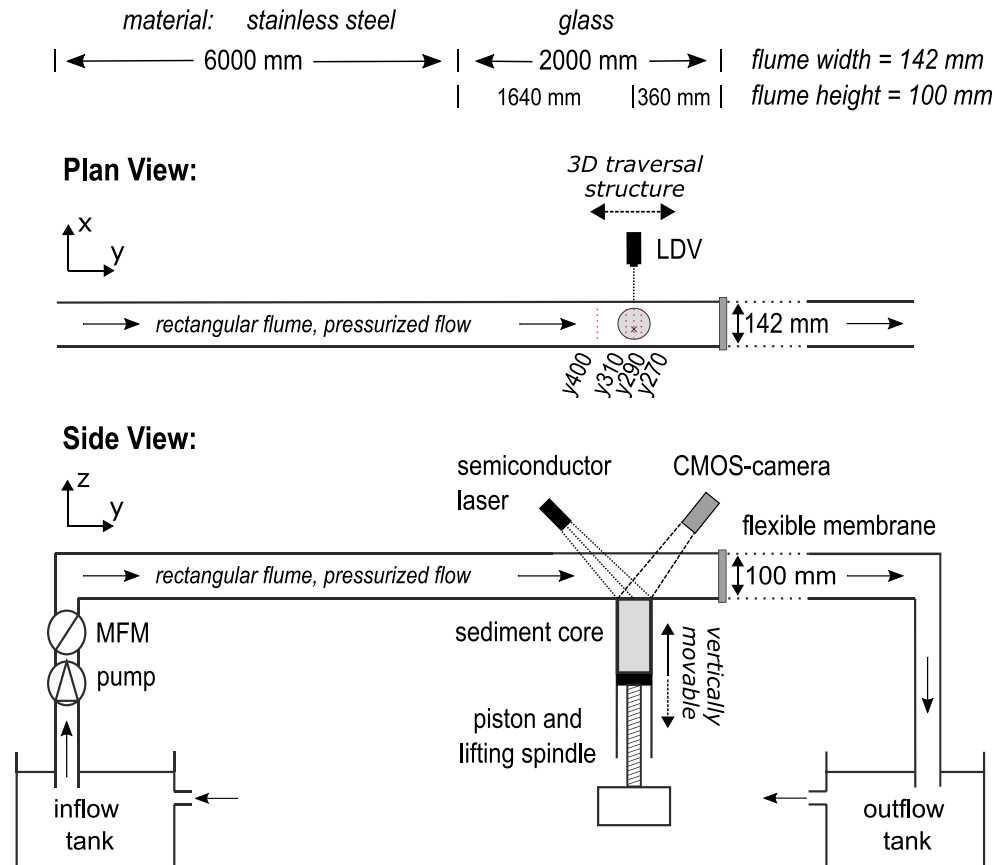 material: stainless steel glass
6000 mm 2000 mm flume width = 142 mm
1640 mm 360 mm flume height = 100 mm
Plan View:
3D traversal
structure
x
y
LDV
rectangular flume, pressurized flow
142 mm
y400
y310
y290
y270
Side View:
z
y
semiconductor
laser
CMOS-camera
flexible membrane
rectangular flume, pressurized flow
100 mm
MFM
pump
sediment core
vertically
movable
piston and
lifting spindle
inflow
tank
outflow
tank